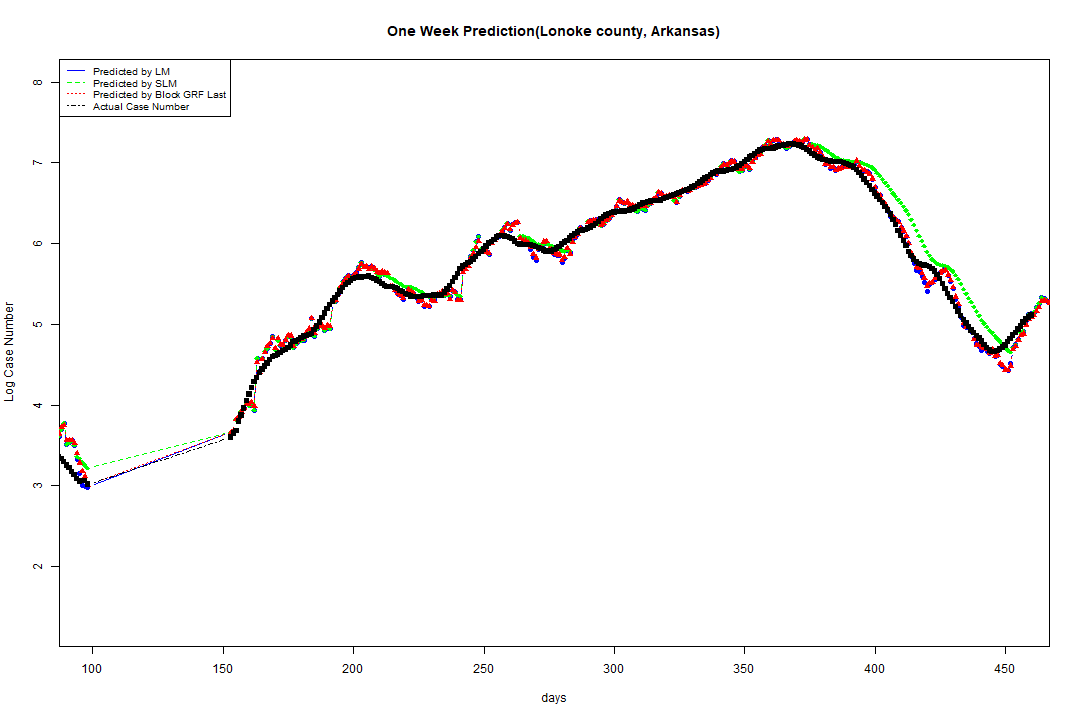 One Week Prediction(Lonoke county, Arkansas)
Predicted by LM
Predicted by SLM
Predicted by Block GRF Last
Actual Case Number
8
7
6
5
4
3
2
Log Case Number
100 150 200 250 300 350 400 450
days